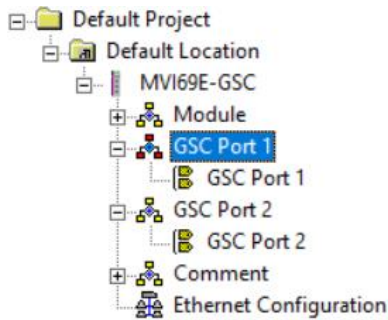 Default Project
Default Location
MVI69E-GSC
Module
GSC Port 1
GSC Port 1
GSC Port 2
GSC Port 2
Comment
Ethernet Configuration